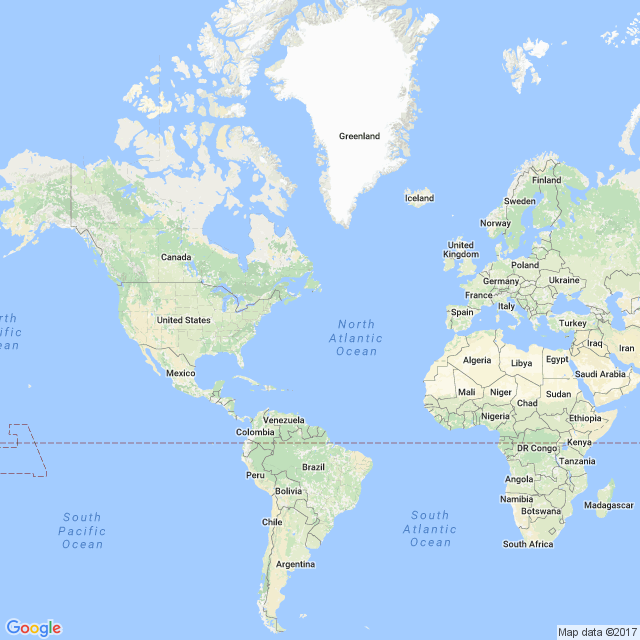 Greenland
Iceland
Finland
Sweden
Norway
United
Kingdom
Canada
Poland
Germany
Ukraine
France
Italy
Spain
United States
Turkey
North
Atlantic
Ocean
Iraq
Iran
Algeria
Libya
Egypt
Mexico
Saudi Arabia
Mali
Niger
Sudan
Chad
Venezuela
Nigeria
Ethiopia
Colombia
DR Congo
Kenya
Tanzania
Brazil
Peru
Angola
Bolivia
Namibia
Madagascar
Botswana
South
Pacific
Ocean
South
Atlantic
Ocean
Chile
South Africa
Argentina
Google
Map data ©2017